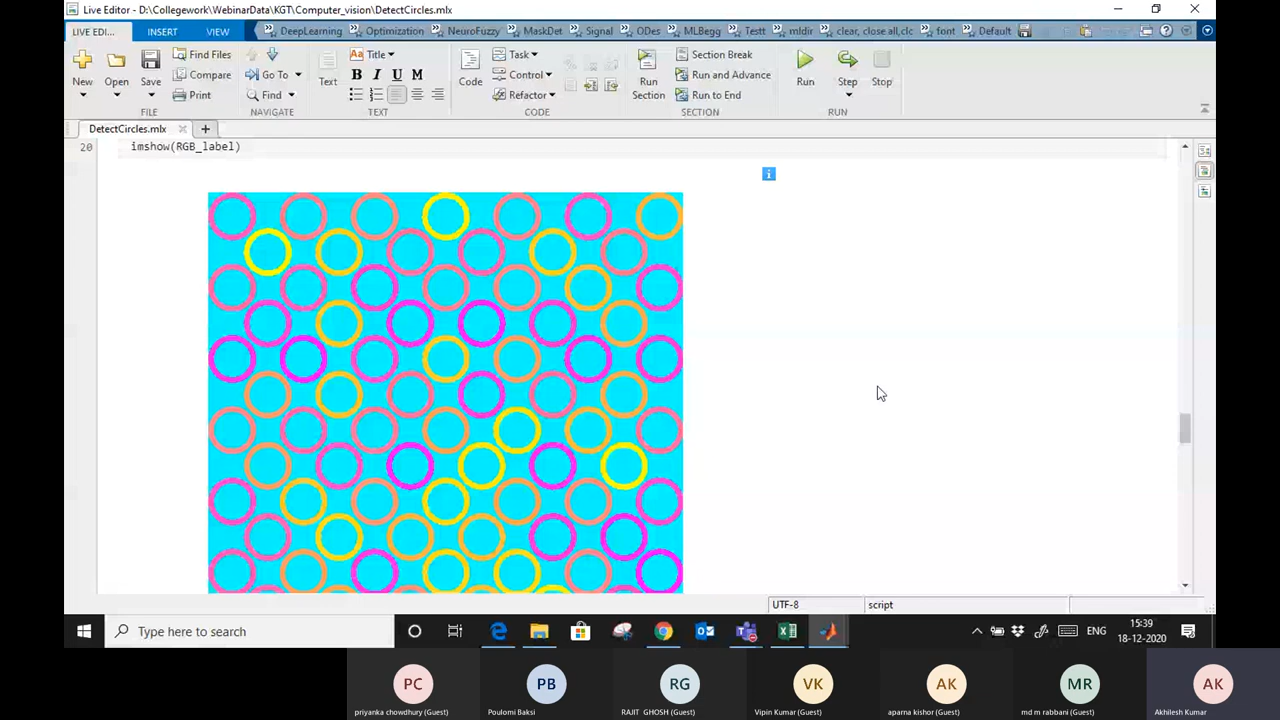 Live Editor - D:\Collegework\WebinarData\KGT\Computer_vision\DetectCircles.mlx
LIVE EDI... INSERT VIEW DeepLearning Optimization NeuroFuzzy MaskDet Signal ODes MLBegg Testt mldir clear, close all,clc font Default
New Open Save Find Files Compare Print Go To Find Text Title B I U M Code Task Control Refactor Run Section Section Break Run and Advance Run to End Run Step Stop
FILE NAVIGATE TEXT CODE SECTION RUN
DetectCircles.mlx
20 imshow(RGB_label)
UTF-8 script
Type here to search ENG 15:39
18-12-2020
PC PB RG VK AK MR AK
priyanka chowdhury (Guest) Poulomi Baksi RAJIT GHOSH (Guest) Vipin Kumar (Guest) aparna kishor (Guest) md m rabbani (Guest) Akhilesh Kumar